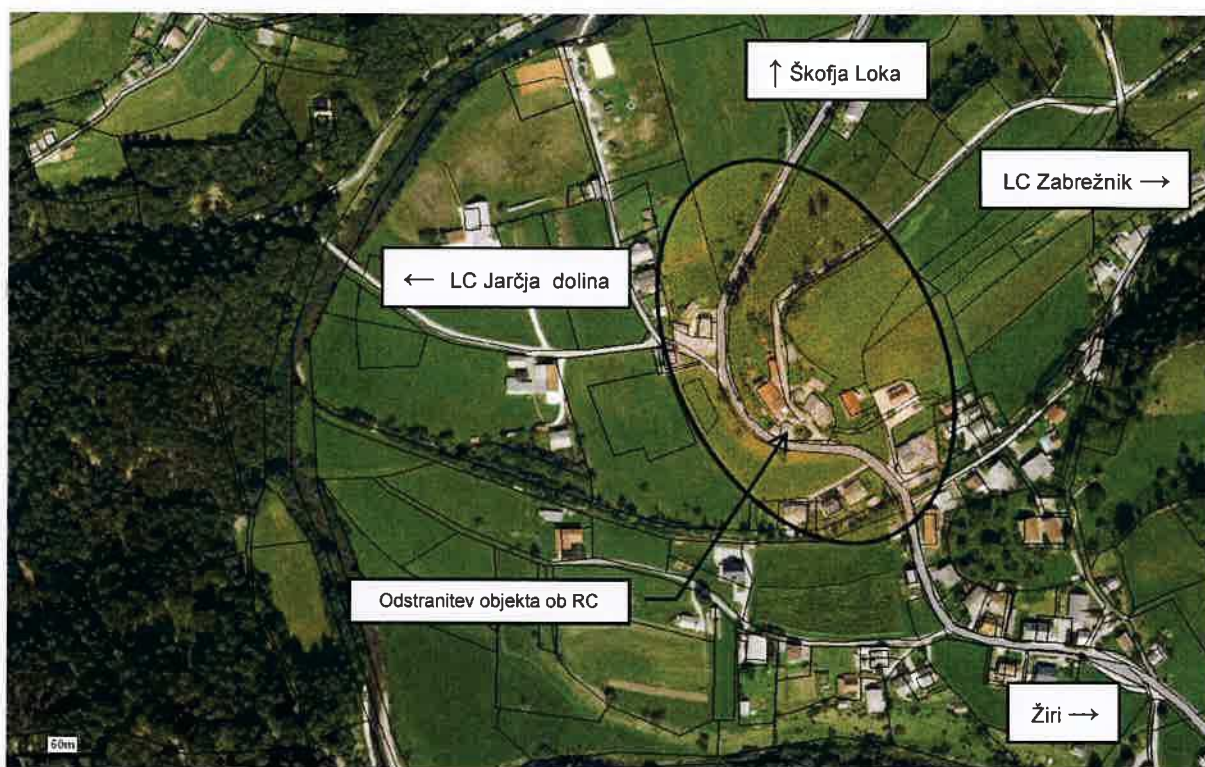 ↑ Škofja Loka
LC Zabrežnik →
← LC Jarčja dolina
Odstranitev objekta ob RC
Žiri →
60m